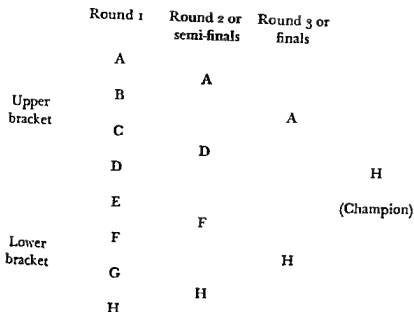 Round 1 Round 2 or semi-finals Round 3 or finals
A
A
B
Upper bracket
A
C
D
D
H
E
(Champion)
F
F
Lower bracket
H
G
H
H